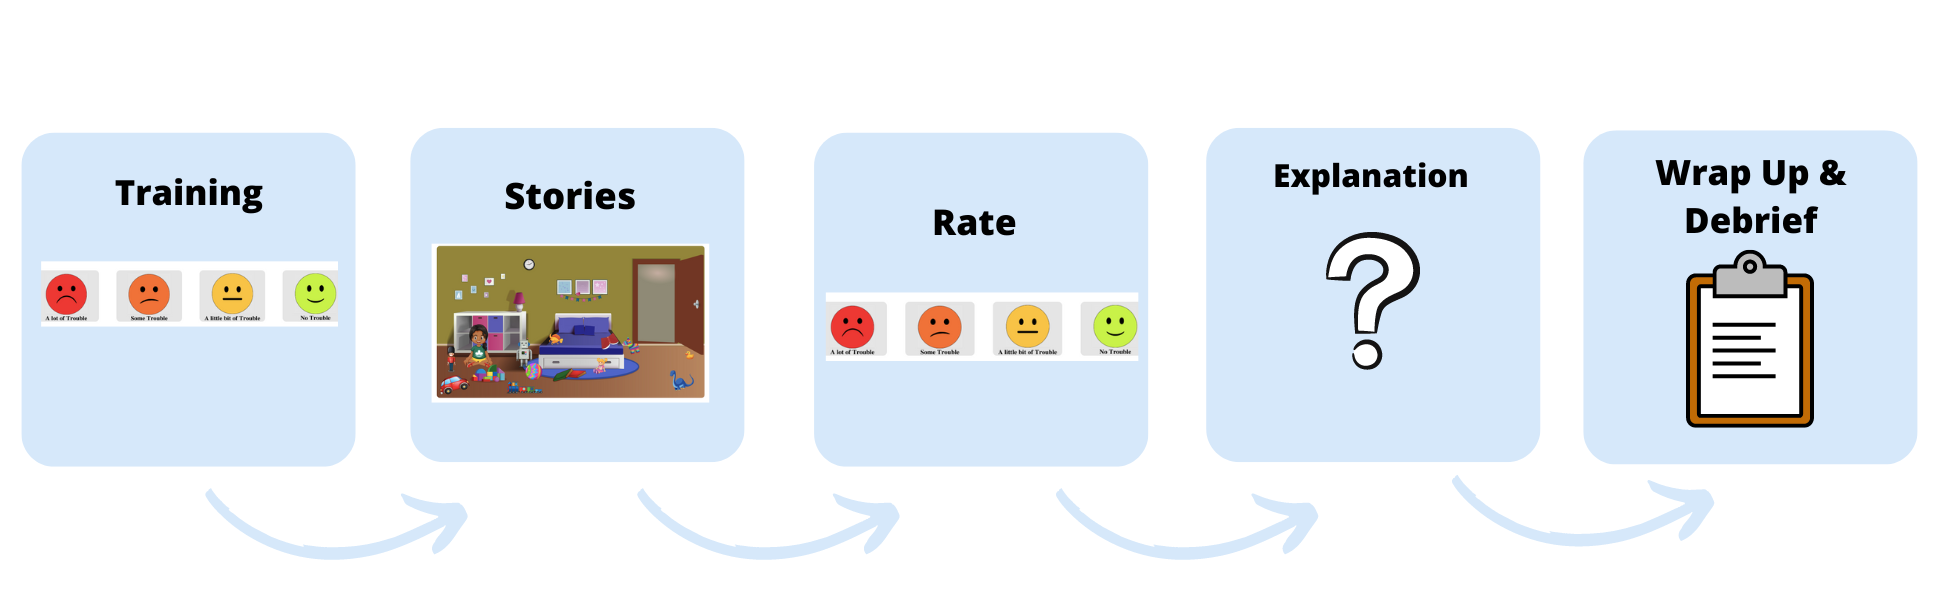 Training
A lot of Trouble
Some Trouble
A little bit of Trouble
No Trouble
Stories
Rate
A lot of Trouble
Some Trouble
A little bit of Trouble
No Trouble
Explanation
Wrap Up &
Debrief